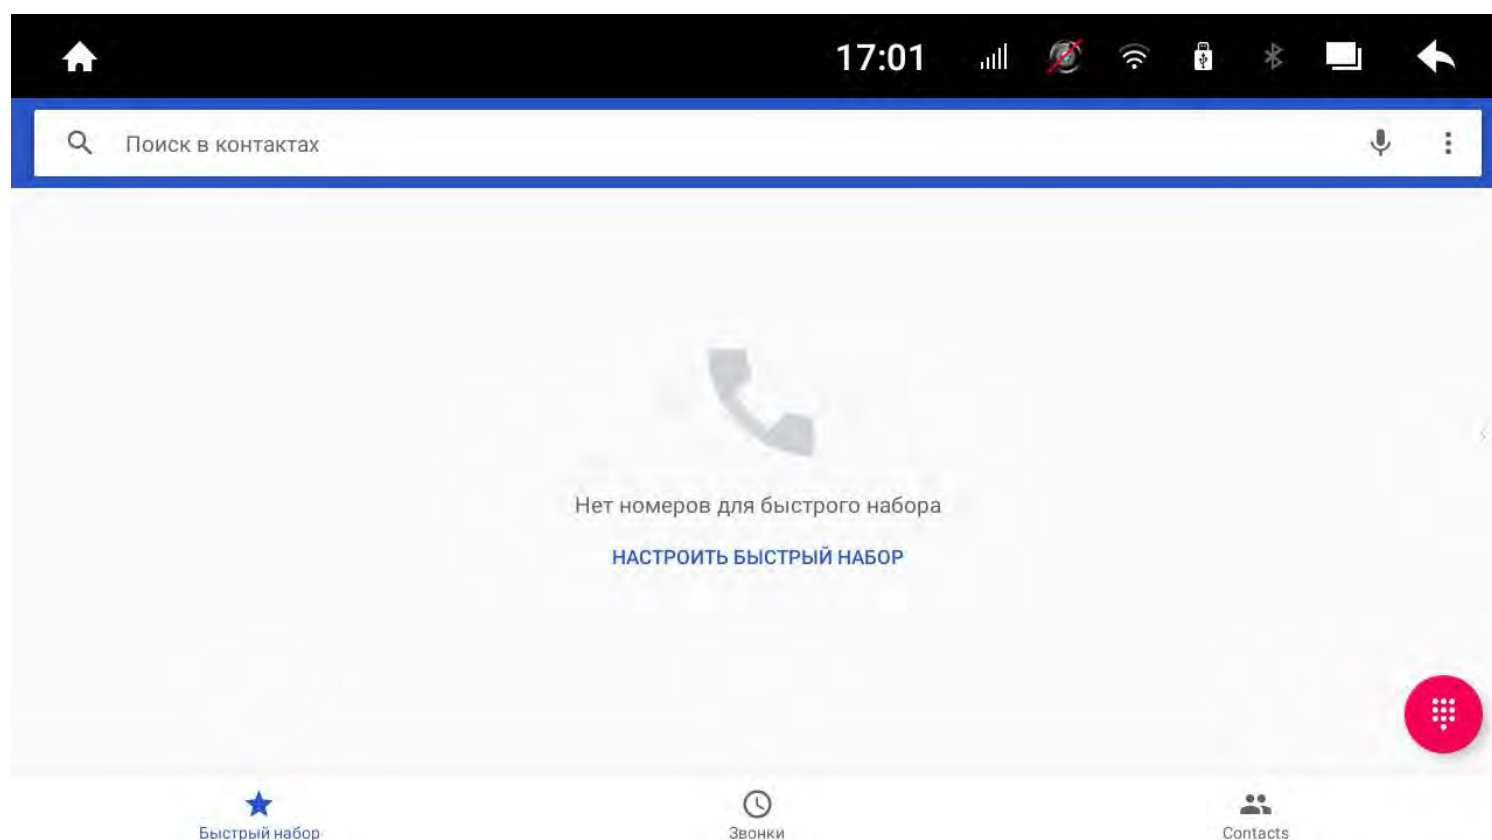 17:01
Поиск в контактах
Нет номеров для быстрого набора
НАСТРОИТЬ БЫСТРЫЙ НАБОР
Быстрый набор
Звонки
Contacts